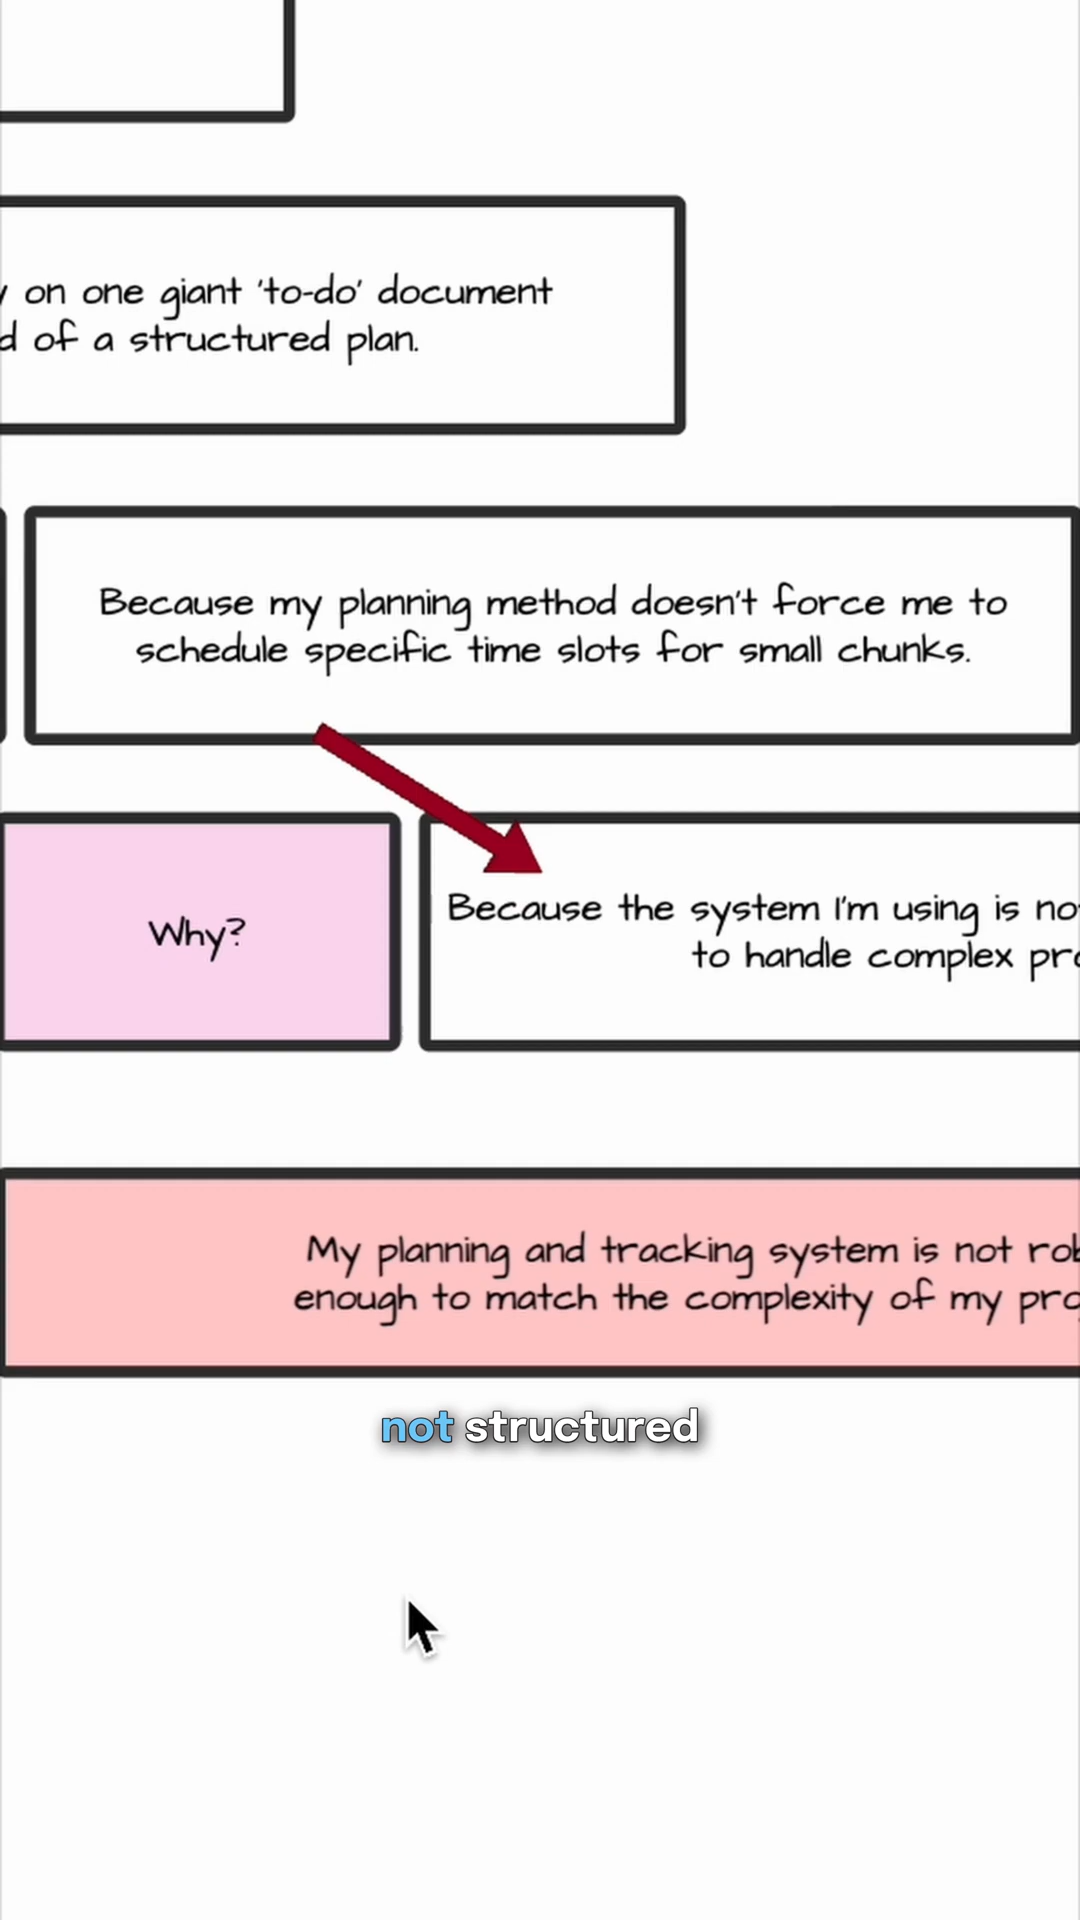 on one giant 'to-do' document
of a structured plan.
Because my planning method doesn't force me to
schedule specific time slots for small chunks.
Why?
Because the system I'm using is
to handle complex
My planning and tracking system is not
enough to match the complexity of my
not structured